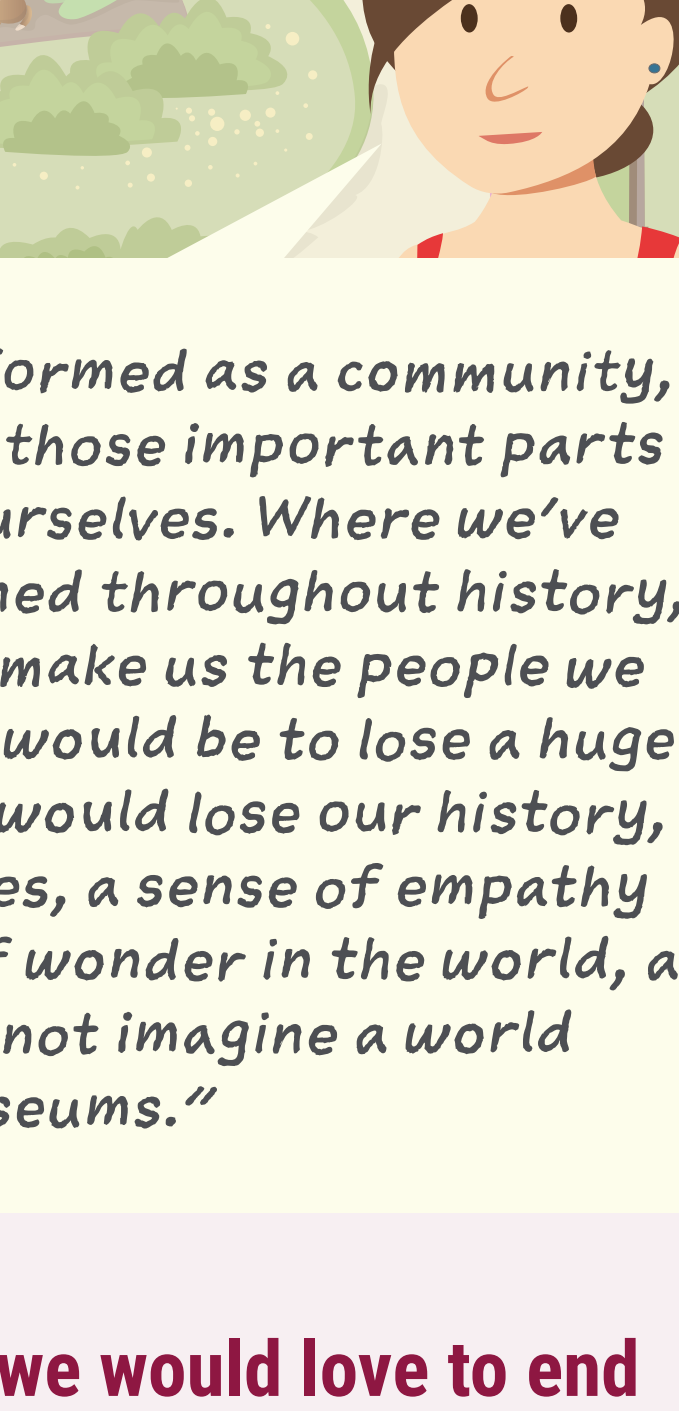 formed as a community,
those important parts
urselves. Where we've
ned throughout history,
make us the people we
would be to lose a huge
would lose our history,
es, a sense of empathy
f wonder in the world, a
not imagine a world
seums.”
we would love to end